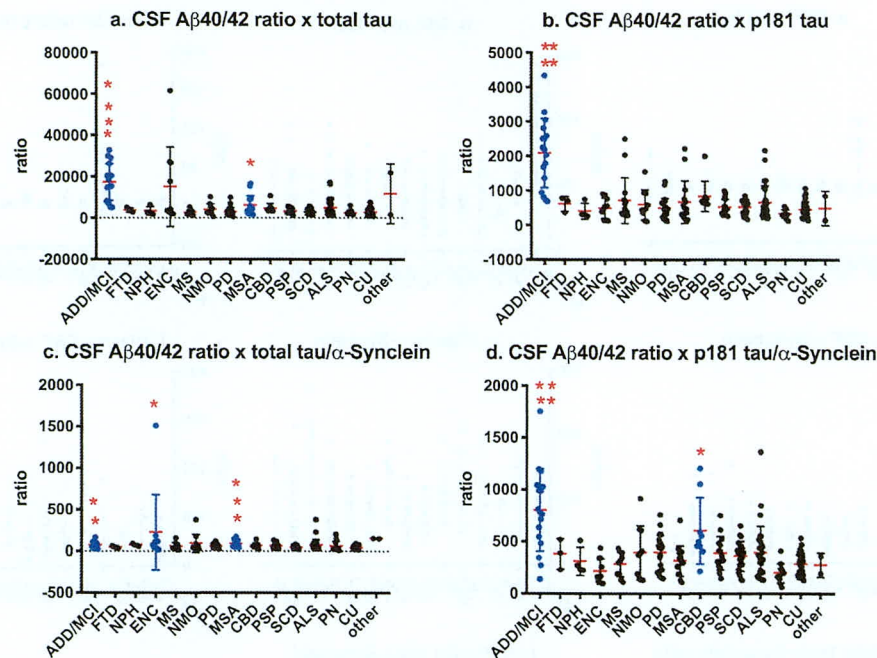 a. CSF Aβ40/42 ratio x total tau
80000
60000
40000
20000
0
-20000
ratio
* * * *
*
ADD/MCI
FTD
NPH
ENC
MS
NMO
PD
MSA
CBD
PSP
SCD
ALS
PN
CU
other
b. CSF Aβ40/42 ratio x p181 tau
5000
4000
3000
2000
1000
0
-1000
ratio
**
**
ADD/MCI
FTD
NPH
ENC
MS
NMO
PD
MSA
CBD
PSP
SCD
ALS
PN
CU
other
c. CSF Aβ40/42 ratio x total tau/α-Synclein
2000
1500
1000
500
0
-500
ratio
* *
*
* * *
ADD/MCI
FTD
NPH
ENC
MS
NMO
PD
MSA
CBD
PSP
SCD
ALS
PN
CU
other
d. CSF Aβ40/42 ratio x p181 tau/α-Synclein
2000
1500
1000
500
0
ratio
**
**
*
ADD/MCI
FTD
NPH
ENC
MS
NMO
PD
MSA
CBD
PSP
SCD
ALS
PN
CU
other